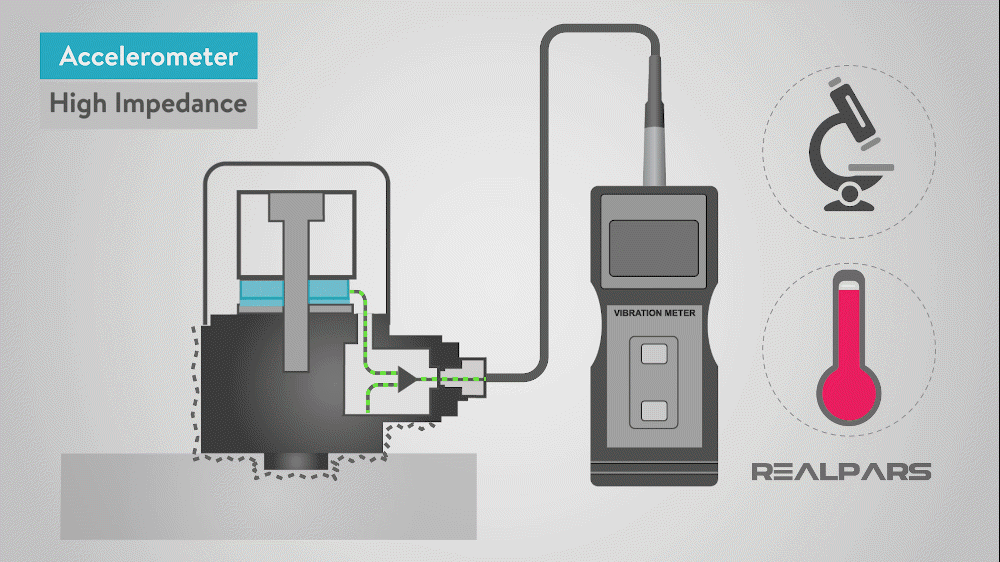 Accelerometer
High Impedance
VIBRATION METER
REALPARS